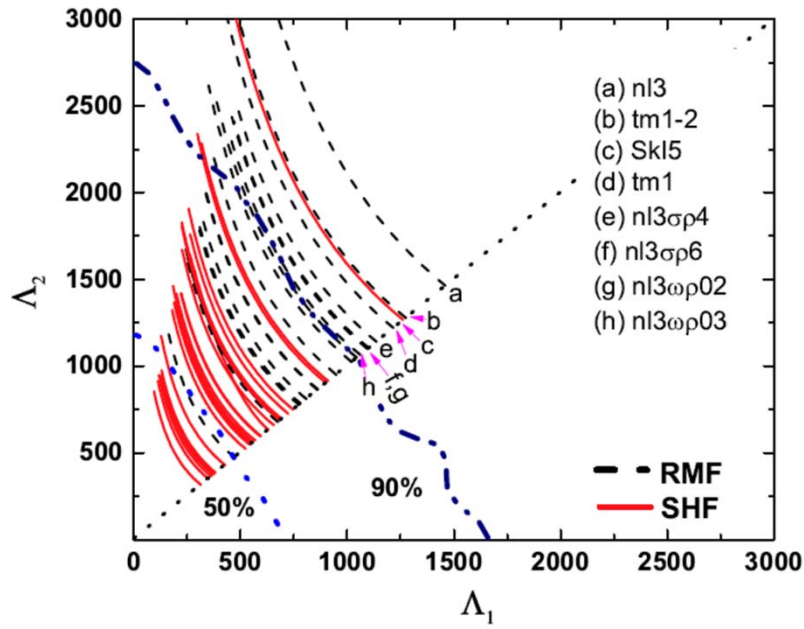 3000
2500
2000
1500
1000
500
Λ₂
(a) nl3
(b) tm1-2
(c) SkI5
(d) tm1
(e) nl3σρ4
(f) nl3σρ6
(g) nl3ωρ02
(h) nl3ωρ03
a
b
c
d
e
f,g
h
50%
90%
RMF
SHF
0 500 1000 1500 2000 2500 3000
Λ₁